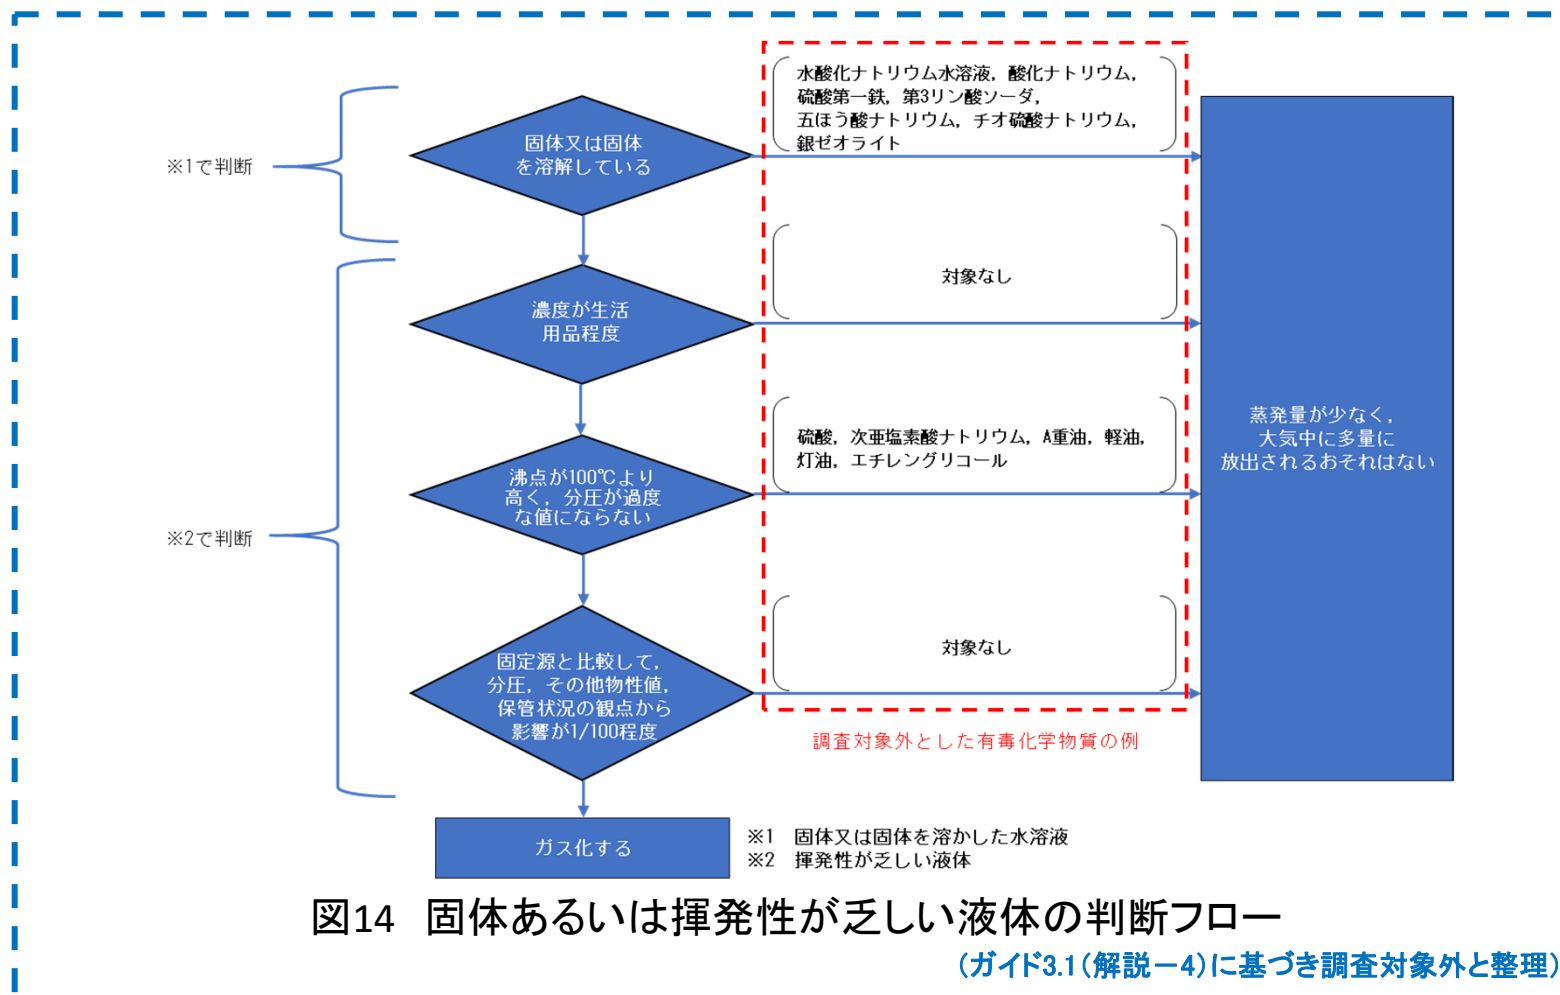 水酸化ナトリウム水溶液，酸化ナトリウム，
硫酸第一鉄，第3リン酸ソーダ，
五ほう酸ナトリウム，チオ硫酸ナトリウム，
銀ゼオライト
固体又は固体
を溶解している
※1で判断
対象なし
濃度が生活
用品程度
硫酸，次亜塩素酸ナトリウム，A重油，軽油，
灯油，エチレングリコール
蒸発量が少なく，
大気中に多量に
放出されるおそれはない
沸点が100℃より
高く，分圧が過度
な値にならない
※2で判断
対象なし
固定源と比較して，
分圧，その他物性値，
保管状況の観点から
影響が1/100程度
調査対象外とした有毒化学物質の例
ガス化する
※1　固体又は固体を溶かした水溶液
※2　揮発性が乏しい液体
図14　固体あるいは揮発性が乏しい液体の判断フロー
（ガイド3.1（解説－4）に基づき調査対象外と整理）